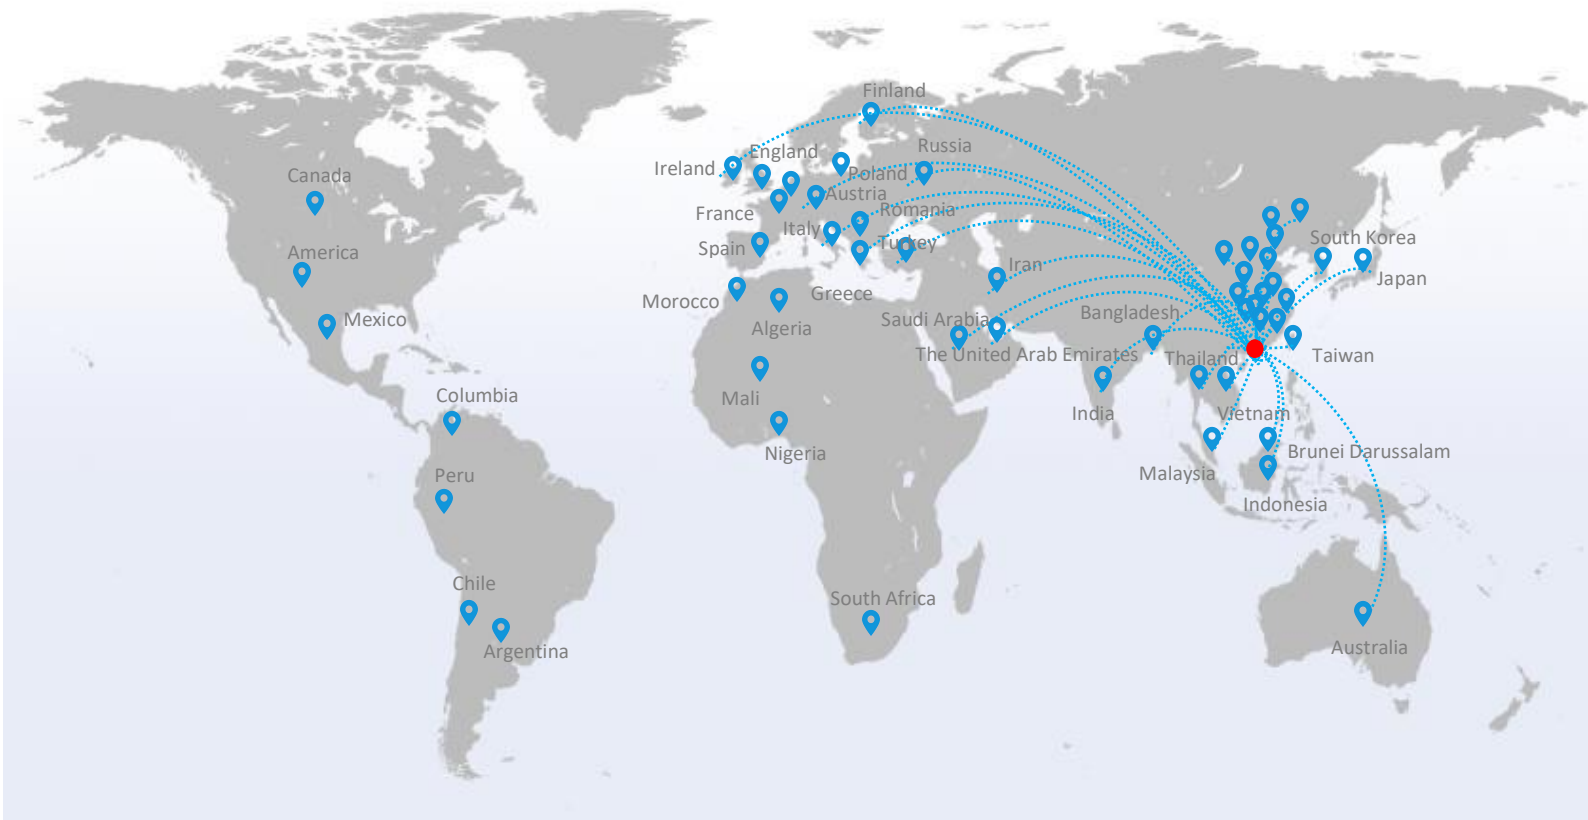 Finland
England
Russia
Ireland
Poland
Canada
Austria
France
Romania
Italy
Spain
Turkey
South Korea
America
Iran
Japan
Morocco
Greece
Mexico
Algeria
Saudi Arabia
Bangladesh
The United Arab Emirates
Thailand
Taiwan
Columbia
Mali
India
Vietnam
Nigeria
Brunei Darussalam
Peru
Malaysia
Indonesia
Chile
South Africa
Argentina
Australia